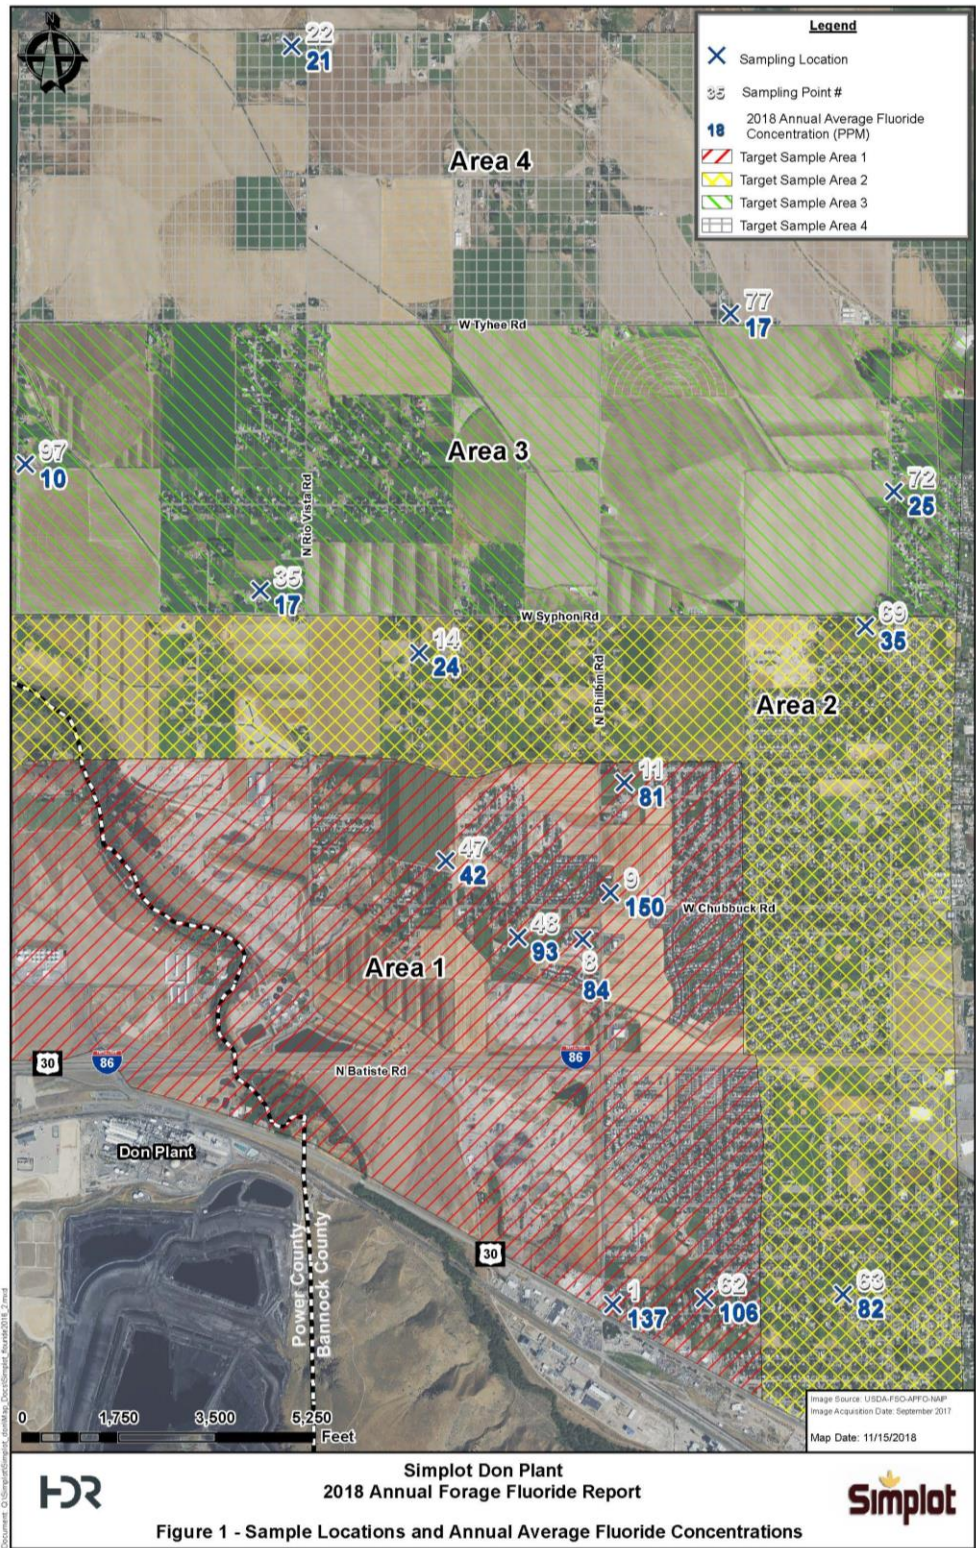 N
22
21
Legend
Sampling Location
35 Sampling Point #
18 2018 Annual Average Fluoride
Concentration (PPM)
Target Sample Area 1
Target Sample Area 2
Target Sample Area 3
Target Sample Area 4
Area 4
77
17
W Tyhee Rd
Area 3
97
10
N Rio Vista Rd
72
25
35
17
W Syphon Rd
69
35
14
24
N Philbin Rd
Area 2
11
81
47
42
9
150
W Chubbuck Rd
48
93
8
84
Area 1
30
86
86
N Batiste Rd
Don Plant
Power County
Bannock County
30
1
137
62
106
63
82
0 1,750 3,500 5,250
Feet
Image Source: USDA-FSO-APFO-NAIP
Image Acquisition Date: September 2017
Map Date: 11/15/2018
HDR
Simplot Don Plant
2018 Annual Forage Fluoride Report
Figure 1 - Sample Locations and Annual Average Fluoride Concentrations
Simplot